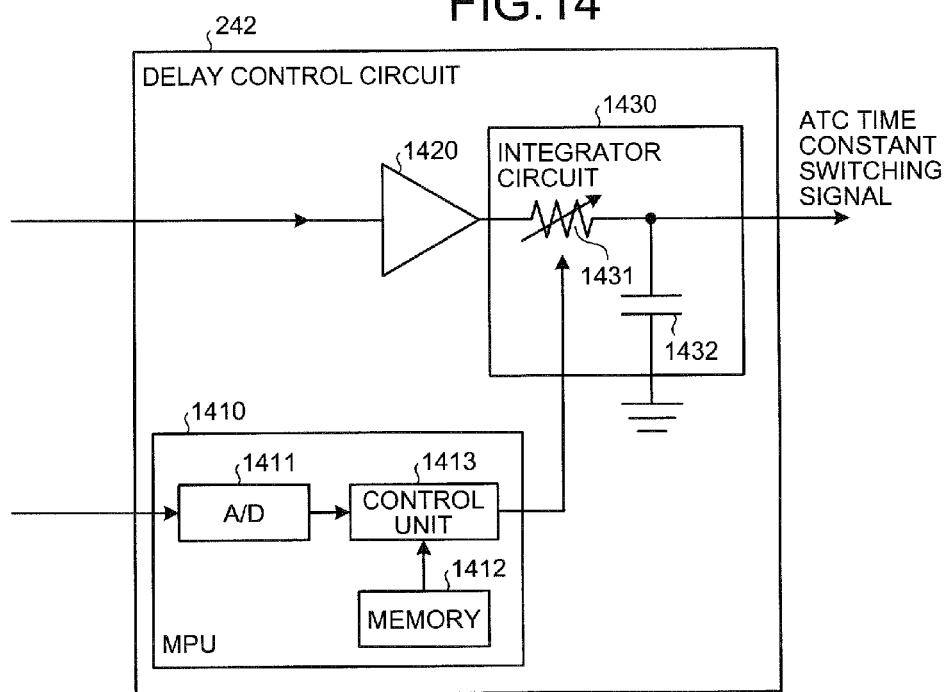 FIG.14
242
DELAY CONTROL CIRCUIT
1430
1420
INTEGRATOR
CIRCUIT
1431
1432
ATC TIME
CONSTANT
SWITCHING
SIGNAL
1410
1411
A/D
1413
CONTROL
UNIT
1412
MEMORY
MPU